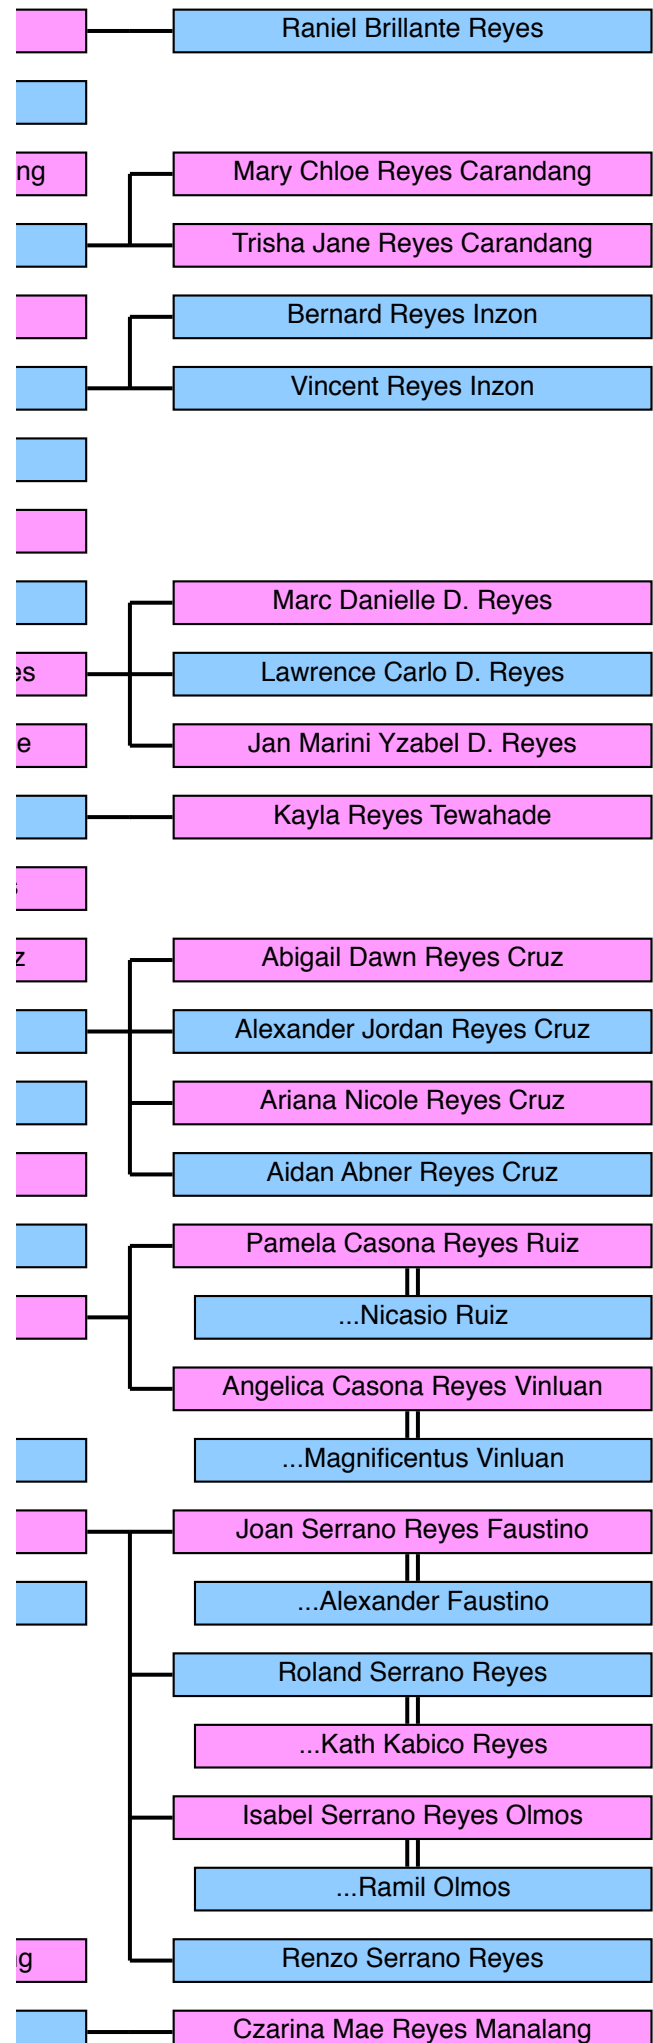 Raniel Brillante Reyes
ng
Mary Chloe Reyes Carandang
Trisha Jane Reyes Carandang
Bernard Reyes Inzon
Vincent Reyes Inzon
Marc Danielle D. Reyes
es
Lawrence Carlo D. Reyes
e
Jan Marini Yzabel D. Reyes
Kayla Reyes Tewahade
z
Abigail Dawn Reyes Cruz
Alexander Jordan Reyes Cruz
Ariana Nicole Reyes Cruz
Aidan Abner Reyes Cruz
Pamela Casona Reyes Ruiz
...Nicasio Ruiz
Angelica Casona Reyes Vinluan
...Magnificentus Vinluan
Joan Serrano Reyes Faustino
...Alexander Faustino
Roland Serrano Reyes
...Kath Kabico Reyes
Isabel Serrano Reyes Olmos
...Ramil Olmos
g
Renzo Serrano Reyes
Czarina Mae Reyes Manalang